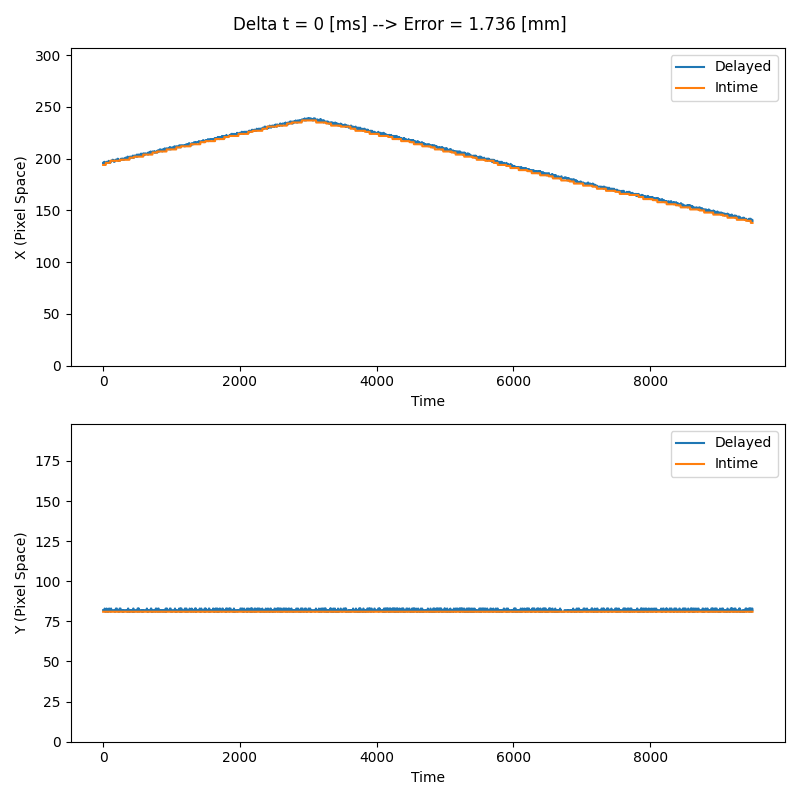 Delta t = 0 [ms] --> Error = 1.736 [mm]
300
250
200
150
100
50
0
X (Pixel Space)
Delayed
Intime
0 2000 4000 6000 8000
Time
175
150
125
100
75
50
25
0
Y (Pixel Space)
Delayed
Intime
0 2000 4000 6000 8000
Time